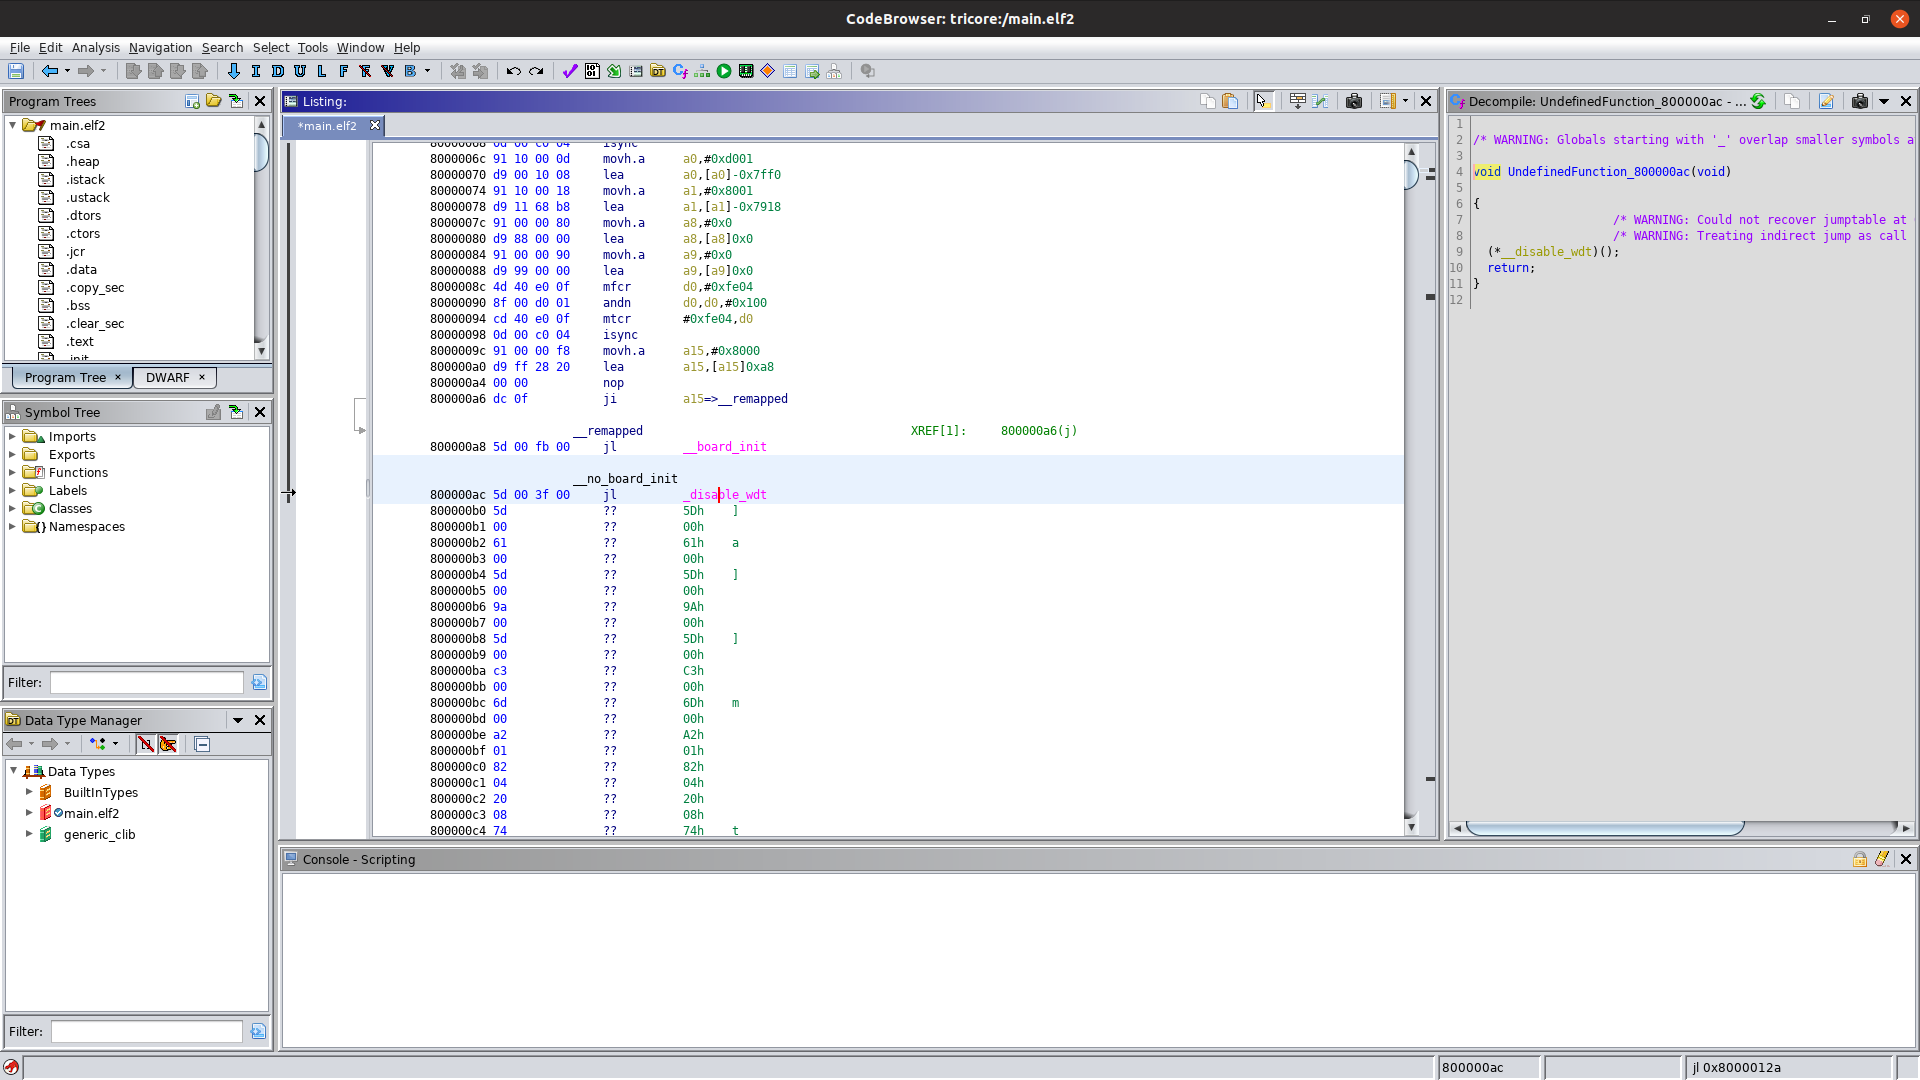 CodeBrowser: tricore:/main.elf2
File Edit Analysis Navigation Search Select Tools Window Help
I D U L F F V B
Program Trees
main.elf2
.csa
.heap
.istack
.ustack
.dtors
.ctors
.jcr
.data
.copy_sec
.bss
.clear_sec
.text
.init
Program Tree × DWARF ×
Symbol Tree
Imports
Exports
Functions
Labels
Classes
Namespaces
Filter:
Data Type Manager
Data Types
BuiltInTypes
main.elf2
generic_clib
Filter:
Listing:
*main.elf2
80000068 0d 00 c0 04 isync
8000006c 91 10 00 0d movh.a a0,#0xd001
80000070 d9 00 10 08 lea a0,[a0]-0x7ff0
80000074 91 10 00 18 movh.a a1,#0x8001
80000078 d9 11 68 b8 lea a1,[a1]-0x7918
8000007c 91 00 00 80 movh.a a8,#0x0
80000080 d9 88 00 00 lea a8,[a8]0x0
80000084 91 00 00 90 movh.a a9,#0x0
80000088 d9 99 00 00 lea a9,[a9]0x0
8000008c 4d 40 e0 0f mfcr d0,#0xfe04
80000090 8f 00 d0 01 andn d0,d0,#0x100
80000094 cd 40 e0 0f mtcr #0xfe04,d0
80000098 0d 00 c0 04 isync
8000009c 91 00 00 f8 movh.a a15,#0x8000
800000a0 d9 ff 28 20 lea a15,[a15]0xa8
800000a4 00 00 nop
800000a6 dc 0f ji a15=>__remapped
__remapped XREF[1]: 800000a6(j)
800000a8 5d 00 fb 00 jl __board_init
__no_board_init
800000ac 5d 00 3f 00 jl _disable_wdt
800000b0 5d ?? 5Dh ]
800000b1 00 ?? 00h
800000b2 61 ?? 61h a
800000b3 00 ?? 00h
800000b4 5d ?? 5Dh ]
800000b5 00 ?? 00h
800000b6 9a ?? 9Ah
800000b7 00 ?? 00h
800000b8 5d ?? 5Dh ]
800000b9 00 ?? 00h
800000ba c3 ?? C3h
800000bb 00 ?? 00h
800000bc 6d ?? 6Dh m
800000bd 00 ?? 00h
800000be a2 ?? A2h
800000bf 01 ?? 01h
800000c0 82 ?? 82h
800000c1 04 ?? 04h
800000c2 20 ?? 20h
800000c3 08 ?? 08h
800000c4 74 ?? 74h t
Decompile: UndefinedFunction_800000ac - ...
1
2 /* WARNING: Globals starting with '_' overlap smaller symbols a
3
4 void UndefinedFunction_800000ac(void)
5
6 {
7 /* WARNING: Could not recover jumptable at
8 /* WARNING: Treating indirect jump as call
9 (*__disable_wdt)();
10 return;
11 }
12
Console - Scripting
800000ac jl 0x8000012a